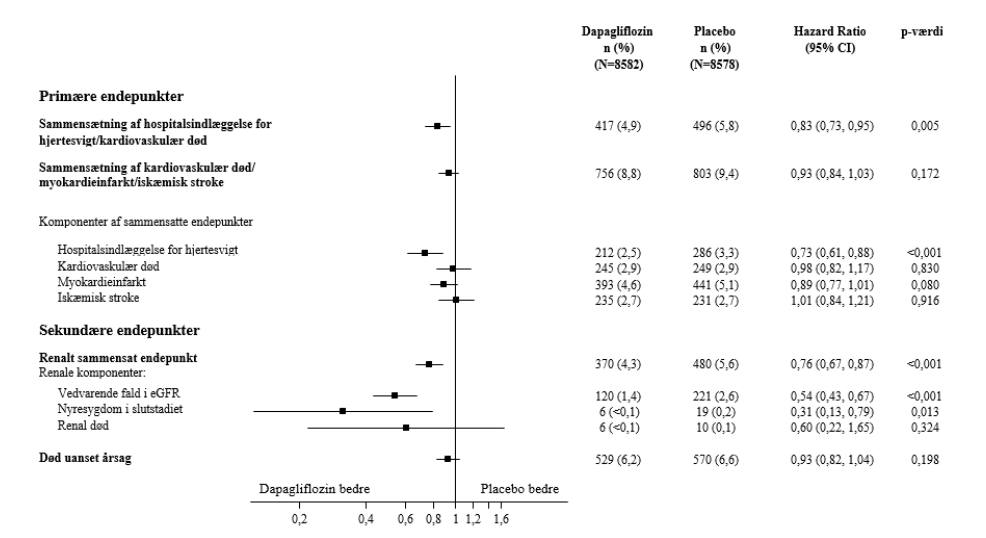 Dapagliflozin Placebo Hazard Ratio p-værdi
n (%) n (%) (95% CI)
(N=8582) (N=8578)
Primære endepunkter
Sammensætning af hospitalsindlæggelse for
hjertesvigt/kardiovaskulær død 417 (4,9) 496 (5,8) 0,83 (0,73, 0,95) 0,005
Sammensætning af kardiovaskulær død/
myokardieinfarkt/iskæmisk stroke 756 (8,8) 803 (9,4) 0,93 (0,84, 1,03) 0,172
Komponenter af sammensatte endepunkter
Hospitalsindlæggelse for hjertesvigt 212 (2,5) 286 (3,3) 0,73 (0,61, 0,88) <0,001
Kardiovaskulær død 245 (2,9) 249 (2,9) 0,98 (0,82, 1,17) 0,830
Myokardieinfarkt 393 (4,6) 441 (5,1) 0,89 (0,77, 1,01) 0,080
Iskæmisk stroke 235 (2,7) 231 (2,7) 1,01 (0,84, 1,21) 0,916
Sekundære endepunkter
Renalt sammensat endepunkt 370 (4,3) 480 (5,6) 0,76 (0,67, 0,87) <0,001
Renale komponenter:
Vedvarende fald i eGFR 120 (1,4) 221 (2,6) 0,54 (0,43, 0,67) <0,001
Nyresygdom i slutstadiet 6 (<0,1) 19 (0,2) 0,31 (0,13, 0,79) 0,013
Renal død 6 (<0,1) 10 (0,1) 0,60 (0,22, 1,65) 0,324
Død uanset årsag 529 (6,2) 570 (6,6) 0,93 (0,82, 1,04) 0,198
Dapagliflozin bedre Placebo bedre
0,2 0,4 0,6 0,8 1 1,2 1,6